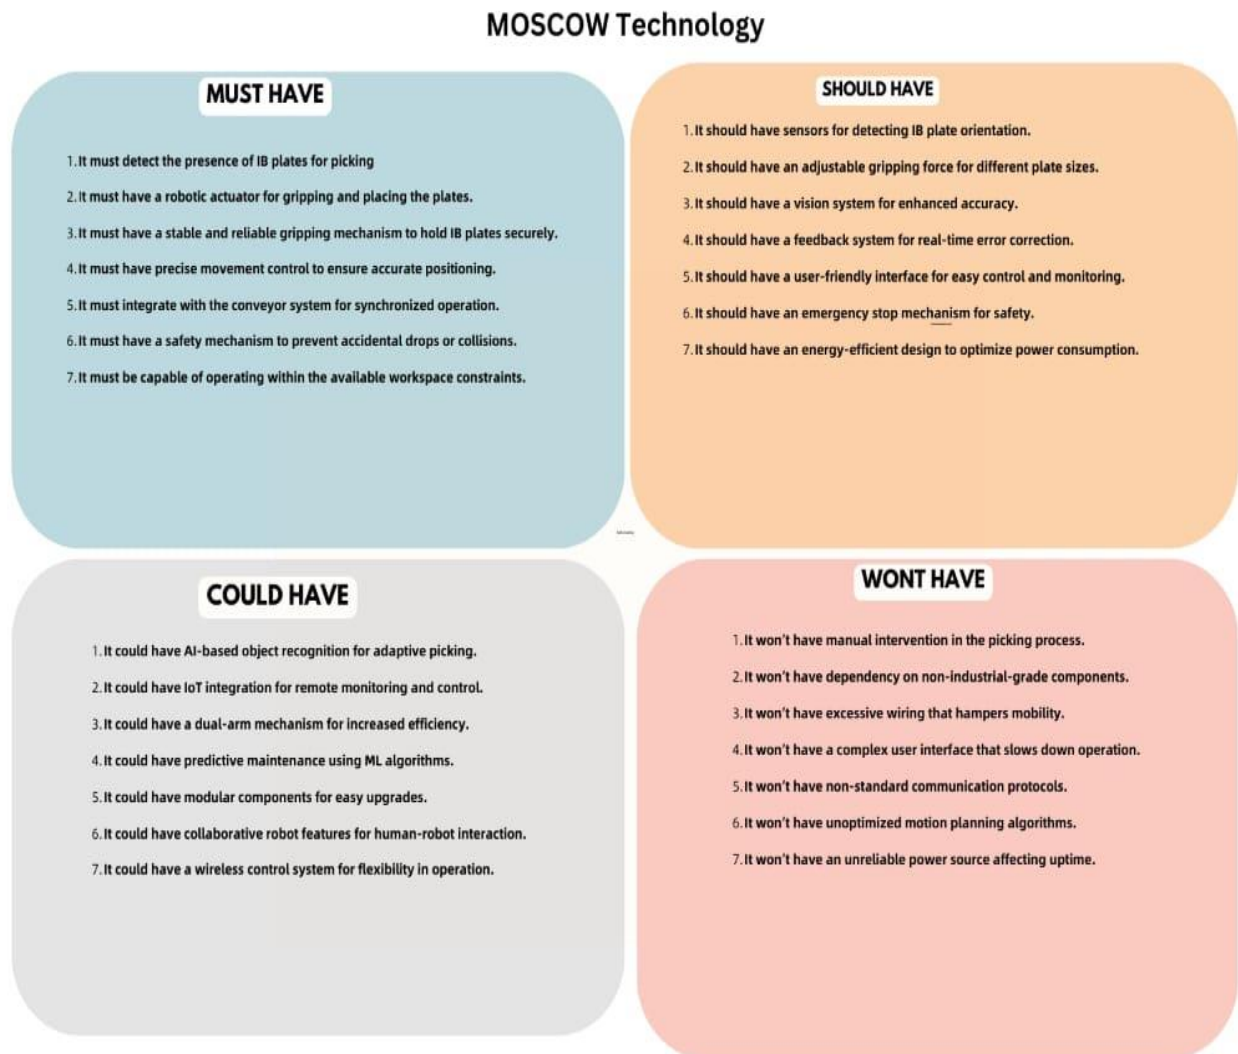 MOSCOW Technology
MUST HAVE
1. It must detect the presence of IB plates for picking
2. It must have a robotic actuator for gripping and placing the plates.
3. It must have a stable and reliable gripping mechanism to hold IB plates securely.
4. It must have precise movement control to ensure accurate positioning.
5. It must integrate with the conveyor system for synchronized operation.
6. It must have a safety mechanism to prevent accidental drops or collisions.
7. It must be capable of operating within the available workspace constraints.
SHOULD HAVE
1. It should have sensors for detecting IB plate orientation.
2. It should have an adjustable gripping force for different plate sizes.
3. It should have a vision system for enhanced accuracy.
4. It should have a feedback system for real-time error correction.
5. It should have a user-friendly interface for easy control and monitoring.
6. It should have an emergency stop mechanism for safety.
7. It should have an energy-efficient design to optimize power consumption.
COULD HAVE
1. It could have AI-based object recognition for adaptive picking.
2. It could have IoT integration for remote monitoring and control.
3. It could have a dual-arm mechanism for increased efficiency.
4. It could have predictive maintenance using ML algorithms.
5. It could have modular components for easy upgrades.
6. It could have collaborative robot features for human-robot interaction.
7. It could have a wireless control system for flexibility in operation.
WONT HAVE
1. It won't have manual intervention in the picking process.
2. It won't have dependency on non-industrial-grade components.
3. It won't have excessive wiring that hampers mobility.
4. It won't have a complex user interface that slows down operation.
5. It won't have non-standard communication protocols.
6. It won't have unoptimized motion planning algorithms.
7. It won't have an unreliable power source affecting uptime.